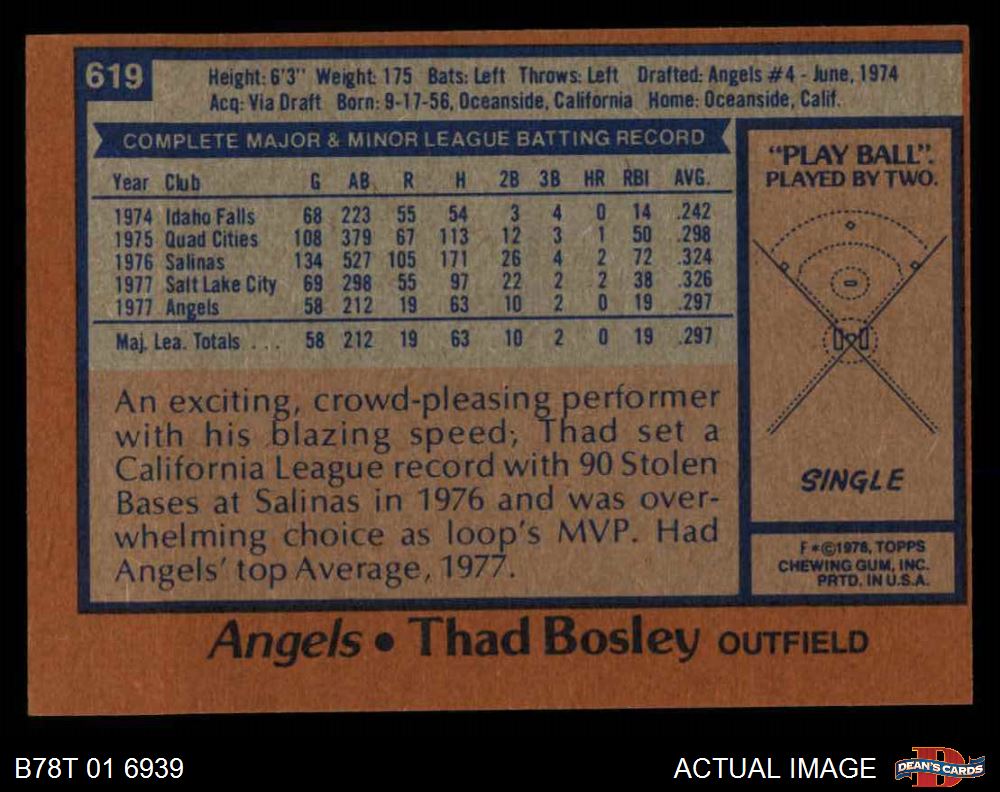 619
Height: 6'3" Weight: 175 Bats: Left Throws: Left Drafted: Angels #4 - June, 1974
Acq: Via Draft Born: 9-17-56, Oceanside, California Home: Oceanside, Calif.
COMPLETE MAJOR & MINOR LEAGUE BATTING RECORD
Year Club G AB R H 2B 3B HR RBI AVG.
1974 Idaho Falls 68 223 55 54 3 4 0 14 .242
1975 Quad Cities 108 379 67 113 12 3 1 50 .298
1976 Salinas 134 527 105 171 26 4 2 72 .324
1977 Salt Lake City 69 298 55 97 22 2 2 38 .326
1977 Angels 58 212 19 63 10 2 0 19 .297
Maj. Lea. Totals . . . 58 212 19 63 10 2 0 19 .297
An exciting, crowd-pleasing performer
with his blazing speed; Thad set a
California League record with 90 Stolen
Bases at Salinas in 1976 and was over-
whelming choice as loop's MVP. Had
Angels' top Average, 1977.
"PLAY BALL".
PLAYED BY TWO.
SINGLE
F*©1978, TOPPS
CHEWING GUM, INC.
PRTD. IN U.S.A.
Angels • Thad Bosley OUTFIELD
B78T 01 6939
ACTUAL IMAGE
DEAN'S CARDS